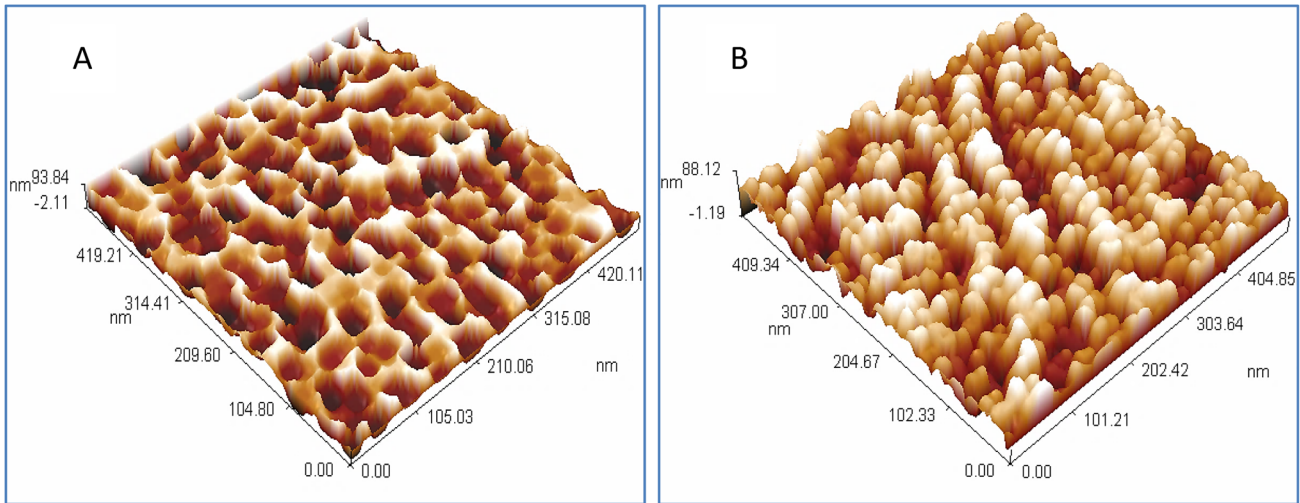 A
nm 93.84
-2.11
419.21
314.41
nm
209.60
104.80
0.00
0.00
105.03
210.06
nm
315.08
420.11
B
nm 88.12
-1.19
409.34
307.00
nm
204.67
102.33
0.00
0.00
101.21
202.42
nm
303.64
404.85